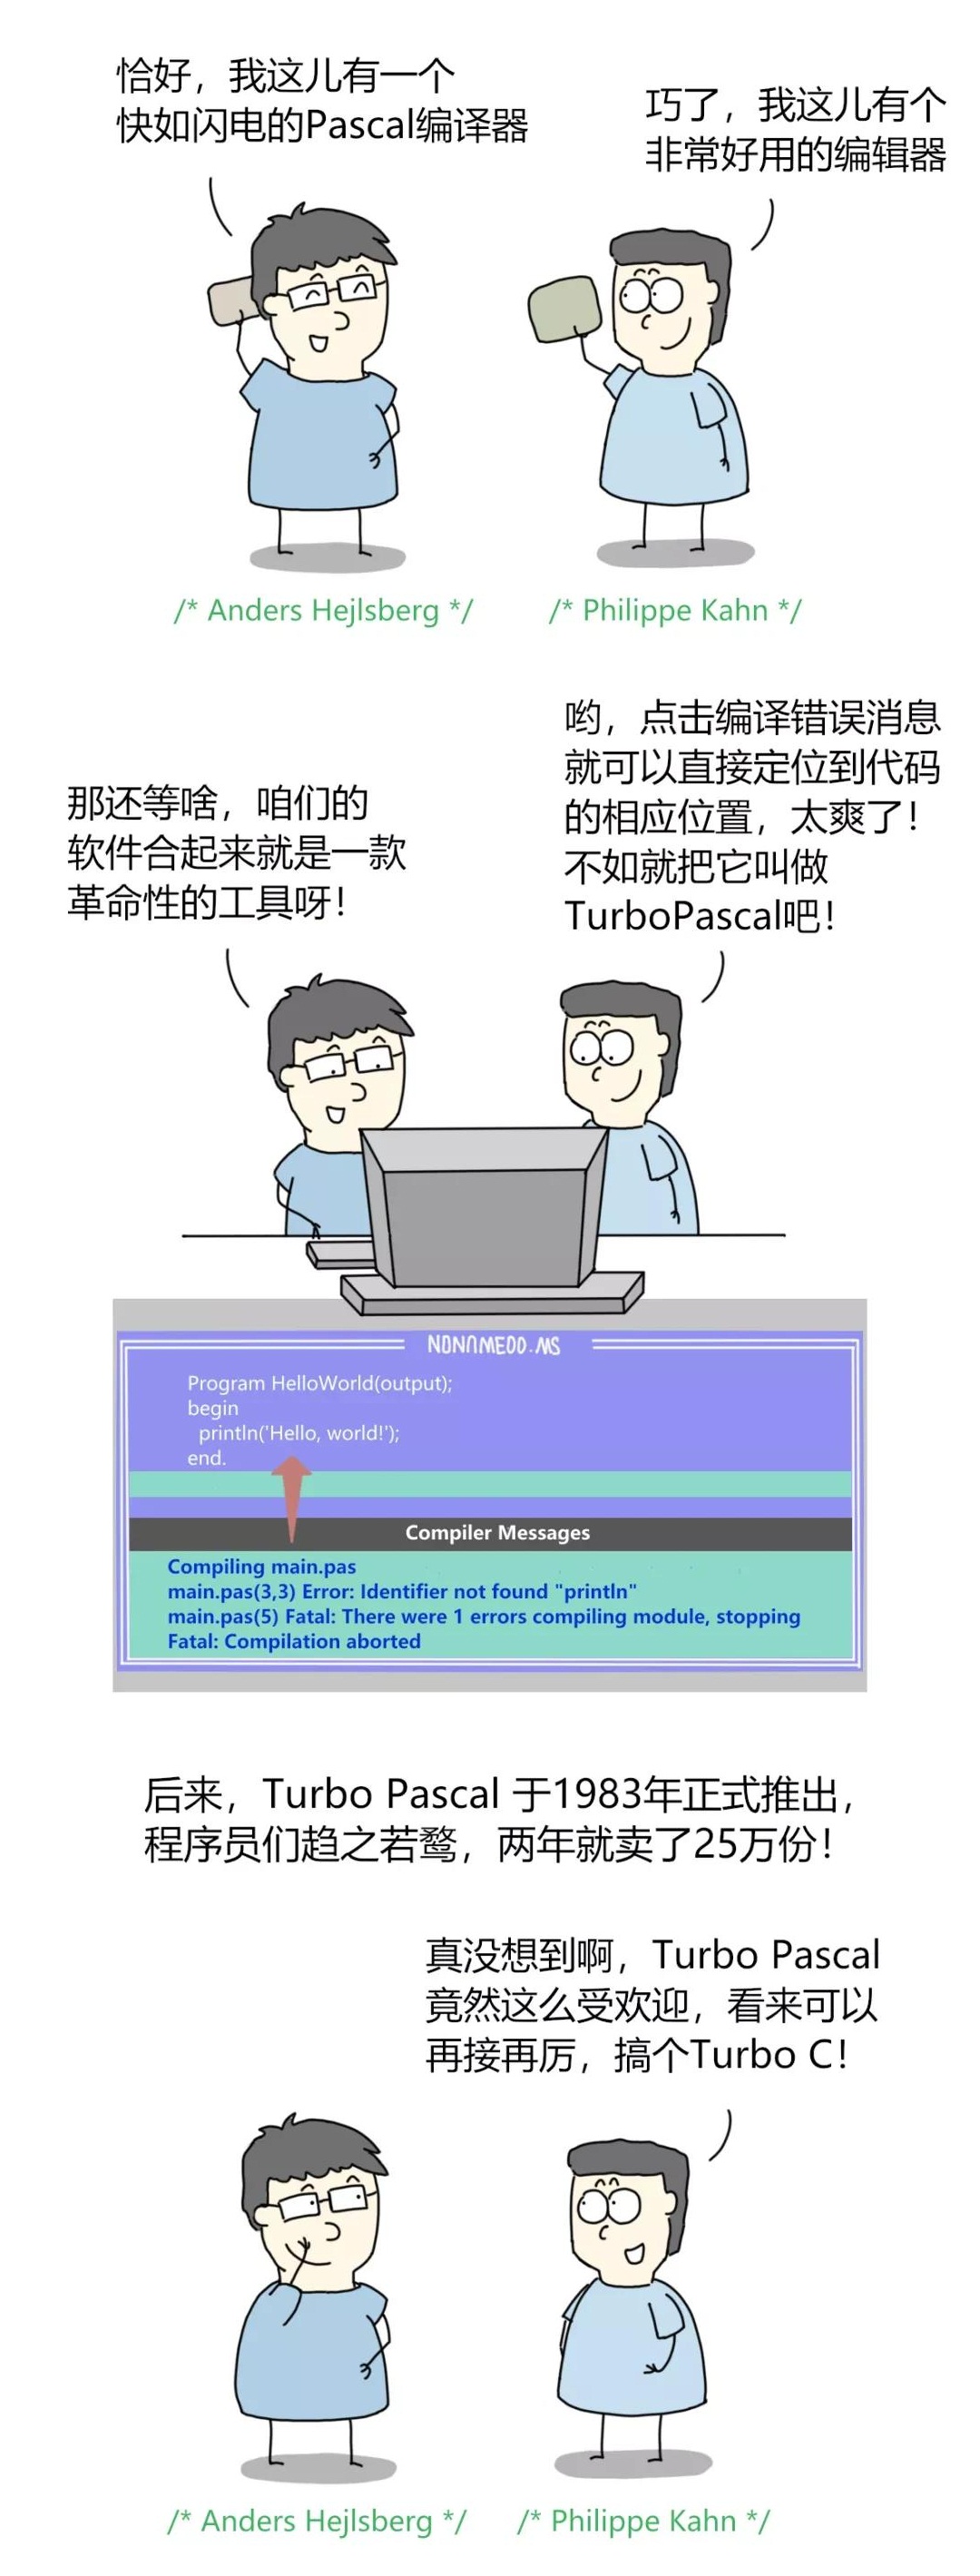 恰好，我这儿有一个
快如闪电的Pascal编译器
巧了，我这儿有个
非常好用的编辑器
/* Anders Hejlsberg */
/* Philippe Kahn */
那还等啥，咱们的
软件合起来就是一款
革命性的工具呀！
哟，点击编译错误消息
就可以直接定位到代码
的相应位置，太爽了！
不如就把它叫做
TurboPascal吧！
NONAME00.MS
Program HelloWorld(output);
begin
println('Hello, world!');
end.
Compiler Messages
Compiling main.pas
main.pas(3,3) Error: Identifier not found "println"
main.pas(5) Fatal: There were 1 errors compiling module, stopping
Fatal: Compilation aborted
后来，Turbo Pascal 于1983年正式推出，
程序员们趋之若鹜，两年就卖了25万份！
真没想到啊，Turbo Pascal
竟然这么受欢迎，看来可以
再接再厉，搞个Turbo C！
/* Anders Hejlsberg */
/* Philippe Kahn */